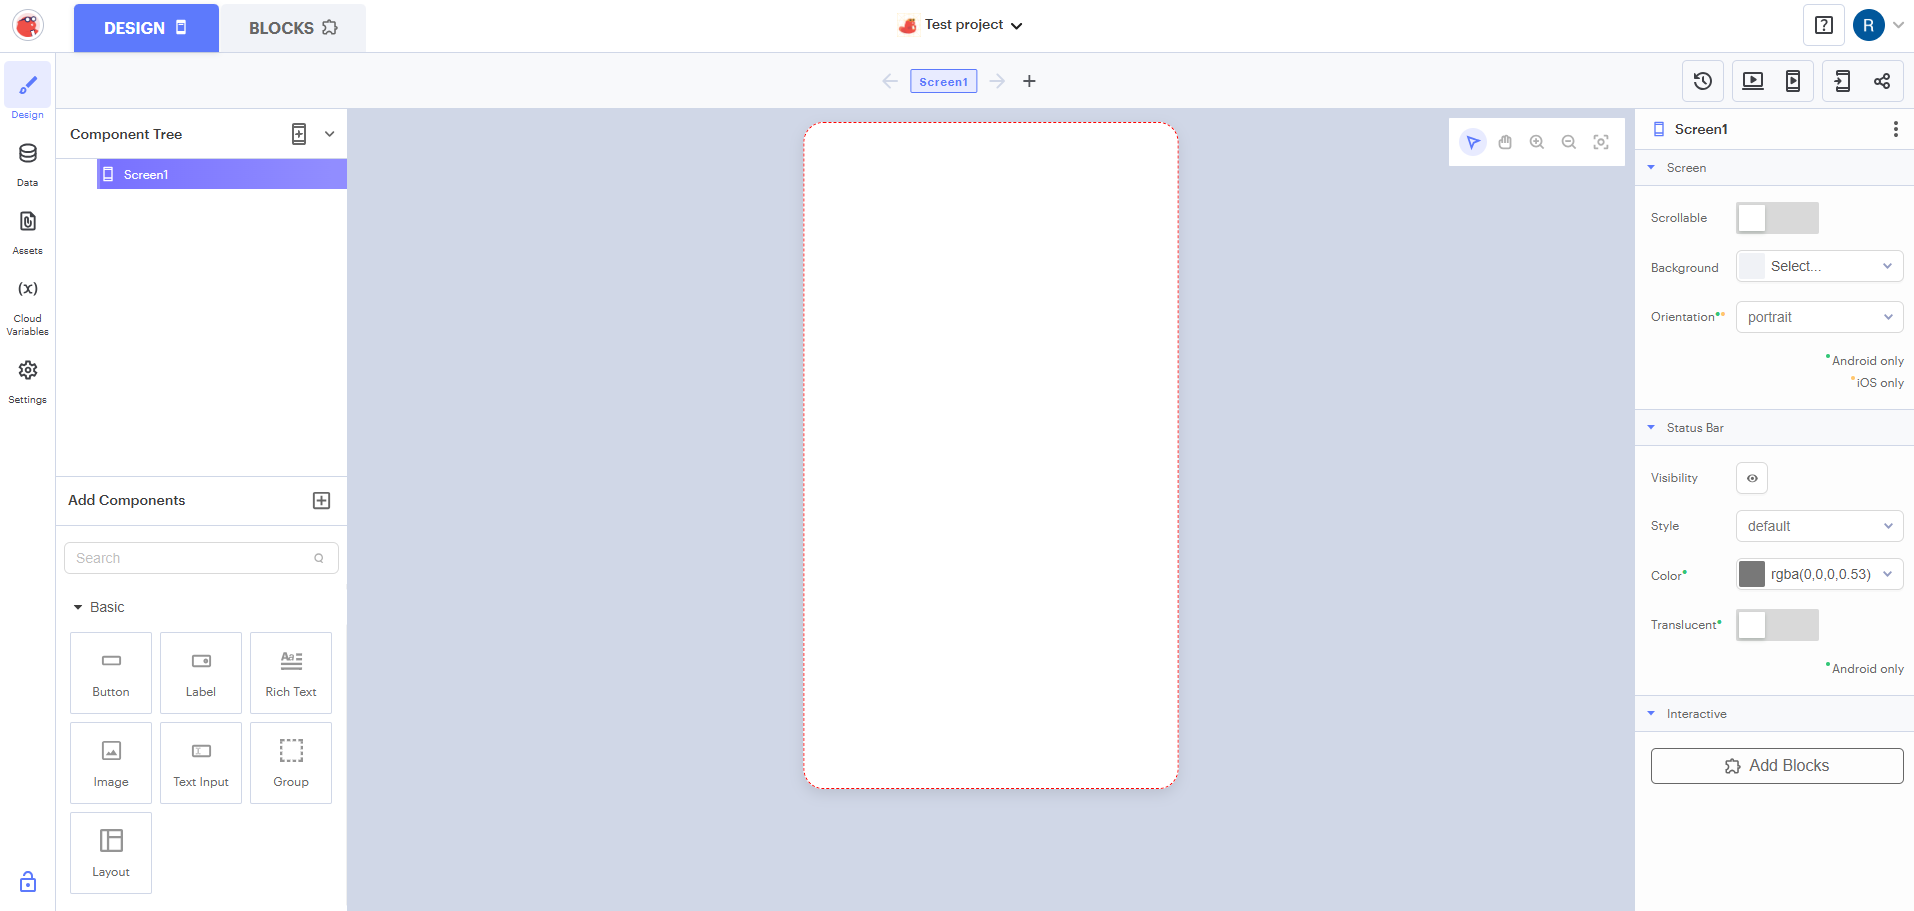 DESIGN
BLOCKS
Test project
R
Screen1
Design
Data
Assets
(x)
Cloud
Variables
Settings
Component Tree
Screen1
Add Components
Search
Basic
Button
Label
Aa
Rich Text
Image
Text Input
Group
Layout
Screen1
Screen
Scrollable
Background
Select...
Orientation**
portrait
*Android only
*iOS only
Status Bar
Visibility
Style
default
Color*
rgba(0,0,0,0.53)
Translucent*
*Android only
Interactive
Add Blocks